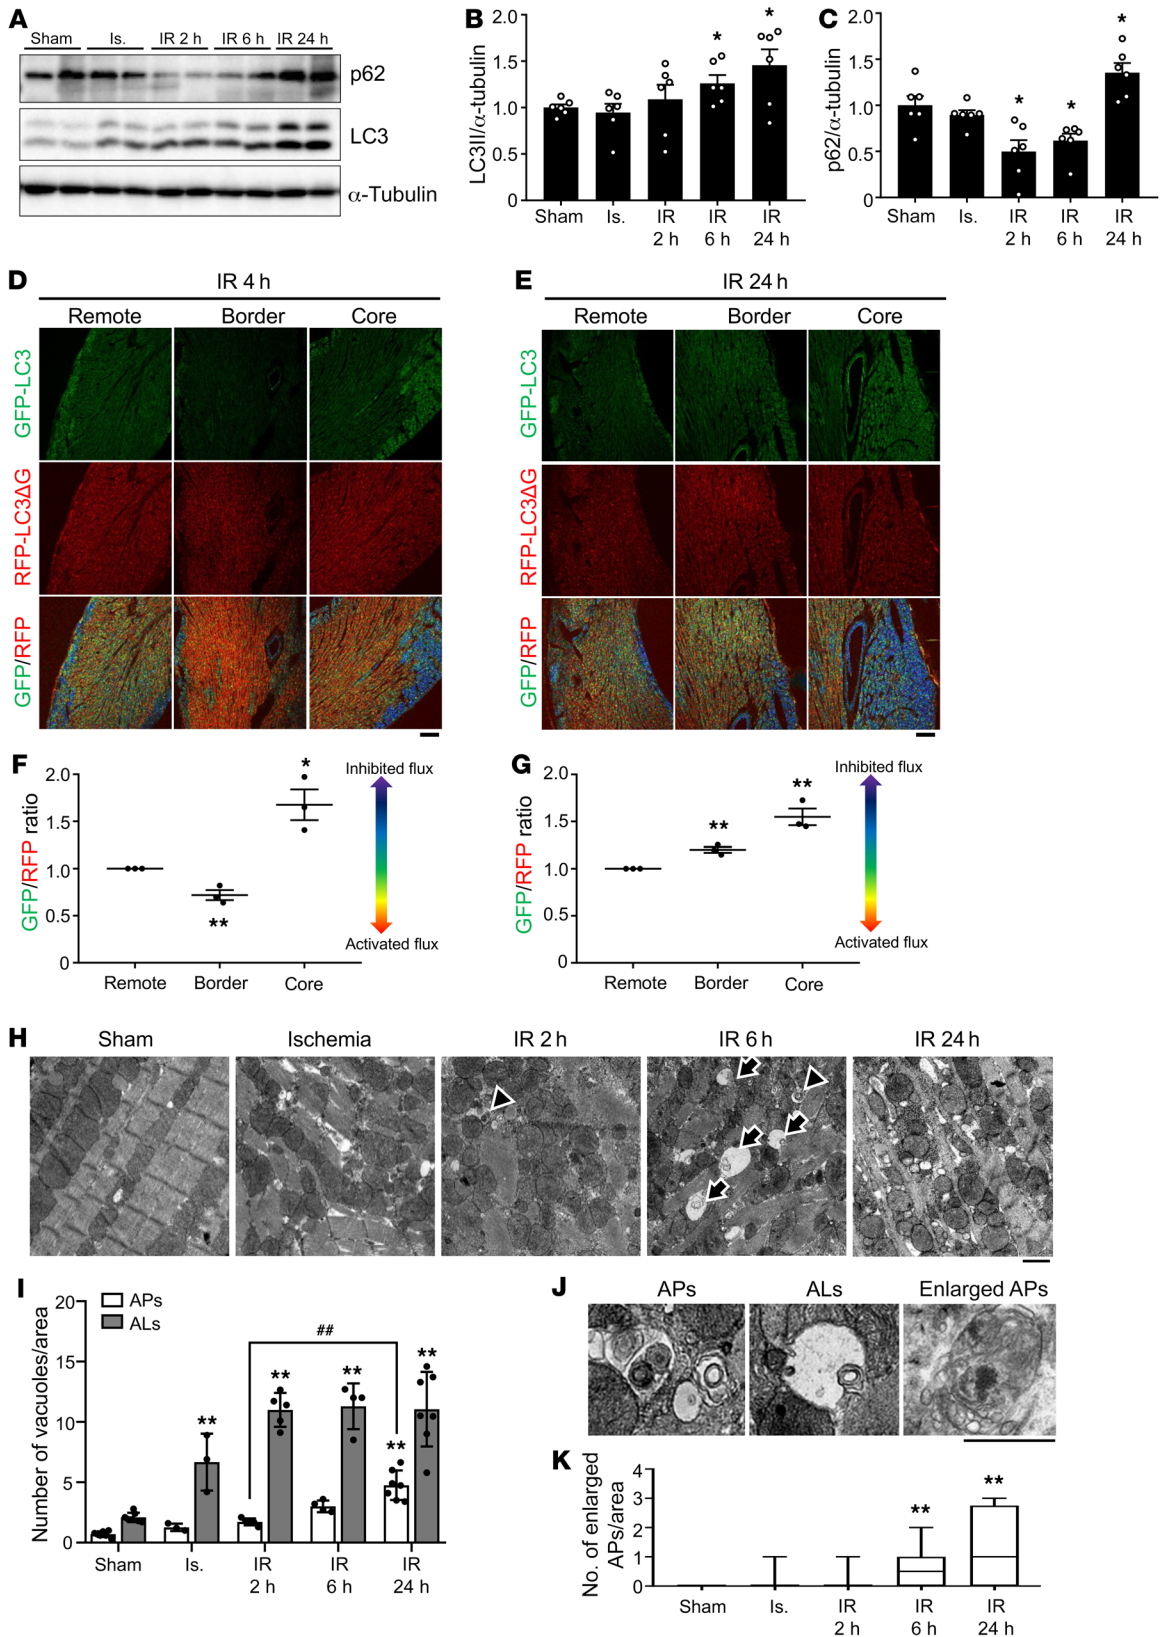 A
Sham Is. IR 2 h IR 6 h IR 24 h
p62
LC3
α-Tubulin
B
LC3II/α-tubulin
2.0
1.5
1.0
0.5
0
* *
Sham Is. IR 2 h IR 6 h IR 24 h
C
p62/α-tubulin
2.0
1.5
1.0
0.5
0
* * *
Sham Is. IR 2 h IR 6 h IR 24 h
D
IR 4 h
Remote Border Core
GFP-LC3
RFP-LC3ΔG
GFP/RFP
E
IR 24 h
Remote Border Core
GFP-LC3
RFP-LC3ΔG
GFP/RFP
F
GFP/RFP ratio
2.0
1.5
1.0
0.5
0
** *
Inhibited flux
Activated flux
Remote Border Core
G
GFP/RFP ratio
2.0
1.5
1.0
0.5
0
** **
Inhibited flux
Activated flux
Remote Border Core
H
Sham Ischemia IR 2 h IR 6 h IR 24 h
I
Number of vacuoles/area
20
15
10
5
0
APs
ALs
##
** ** ** ** **
Sham Is. IR 2 h IR 6 h IR 24 h
J
APs ALs Enlarged APs
K
No. of enlarged
APs/area
4
3
2
1
0
** **
Sham Is. IR 2 h IR 6 h IR 24 h